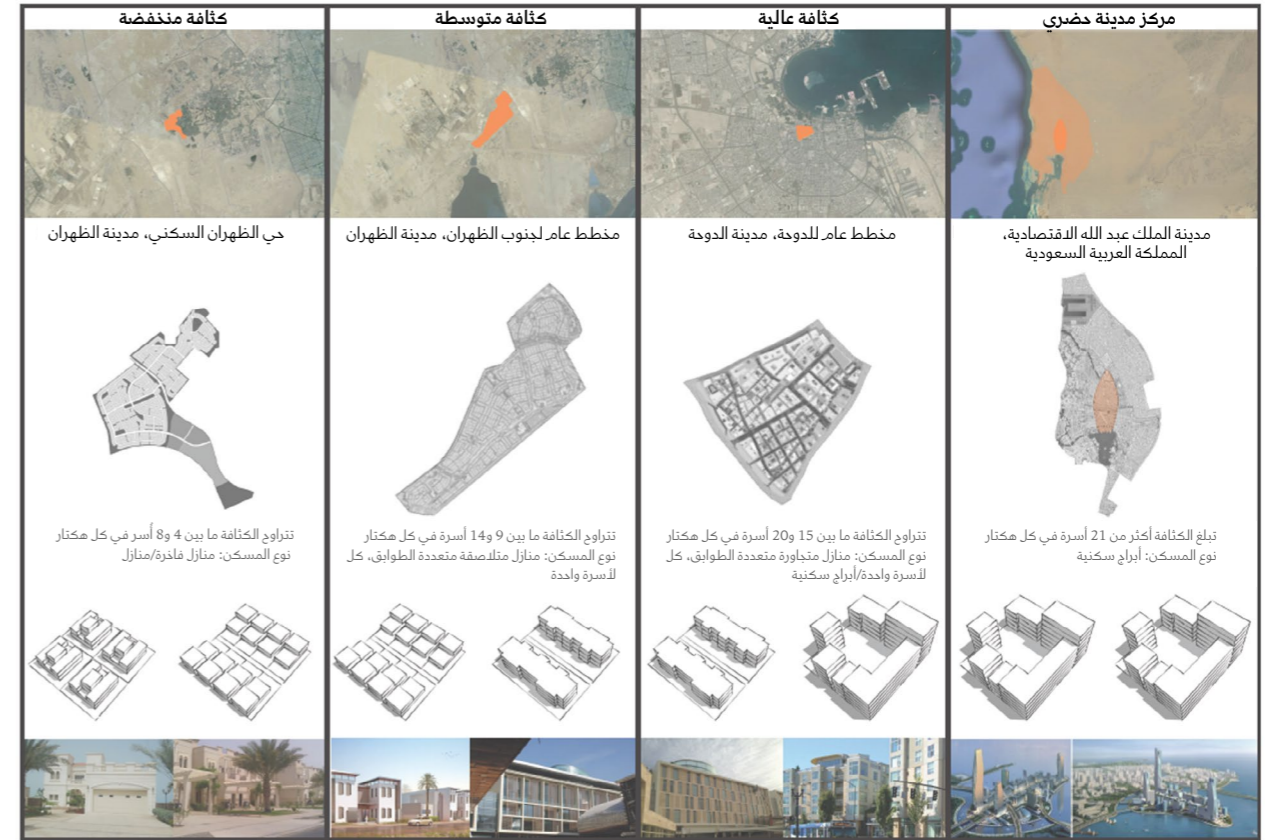 مركز مدينة حضري
كثافة عالية
كثافة متوسطة
كثافة منخفضة
مدينة الملك عبد الله الاقتصادية،
المملكة العربية السعودية
مخطط عام للدوحة، مدينة الدوحة
مخطط عام لجنوب الظهران، مدينة الظهران
حي الظهران السكني، مدينة الظهران
تبلغ الكثافة أكثر من 21 أسرة في كل هكتار
نوع المسكن: أبراج سكنية
تتراوح الكثافة ما بين 15 و20 أسرة في كل هكتار
نوع المسكن: منازل متجاورة متعددة الطوابق، كل
لأسرة واحدة/أبراج سكنية
تتراوح الكثافة ما بين 9 و14 أسرة في كل هكتار
نوع المسكن: منازل متلاصقة متعددة الطوابق، كل
لأسرة واحدة
تتراوح الكثافة ما بين 4 و8 أُسر في كل هكتار
نوع المسكن: منازل فاخرة/منازل